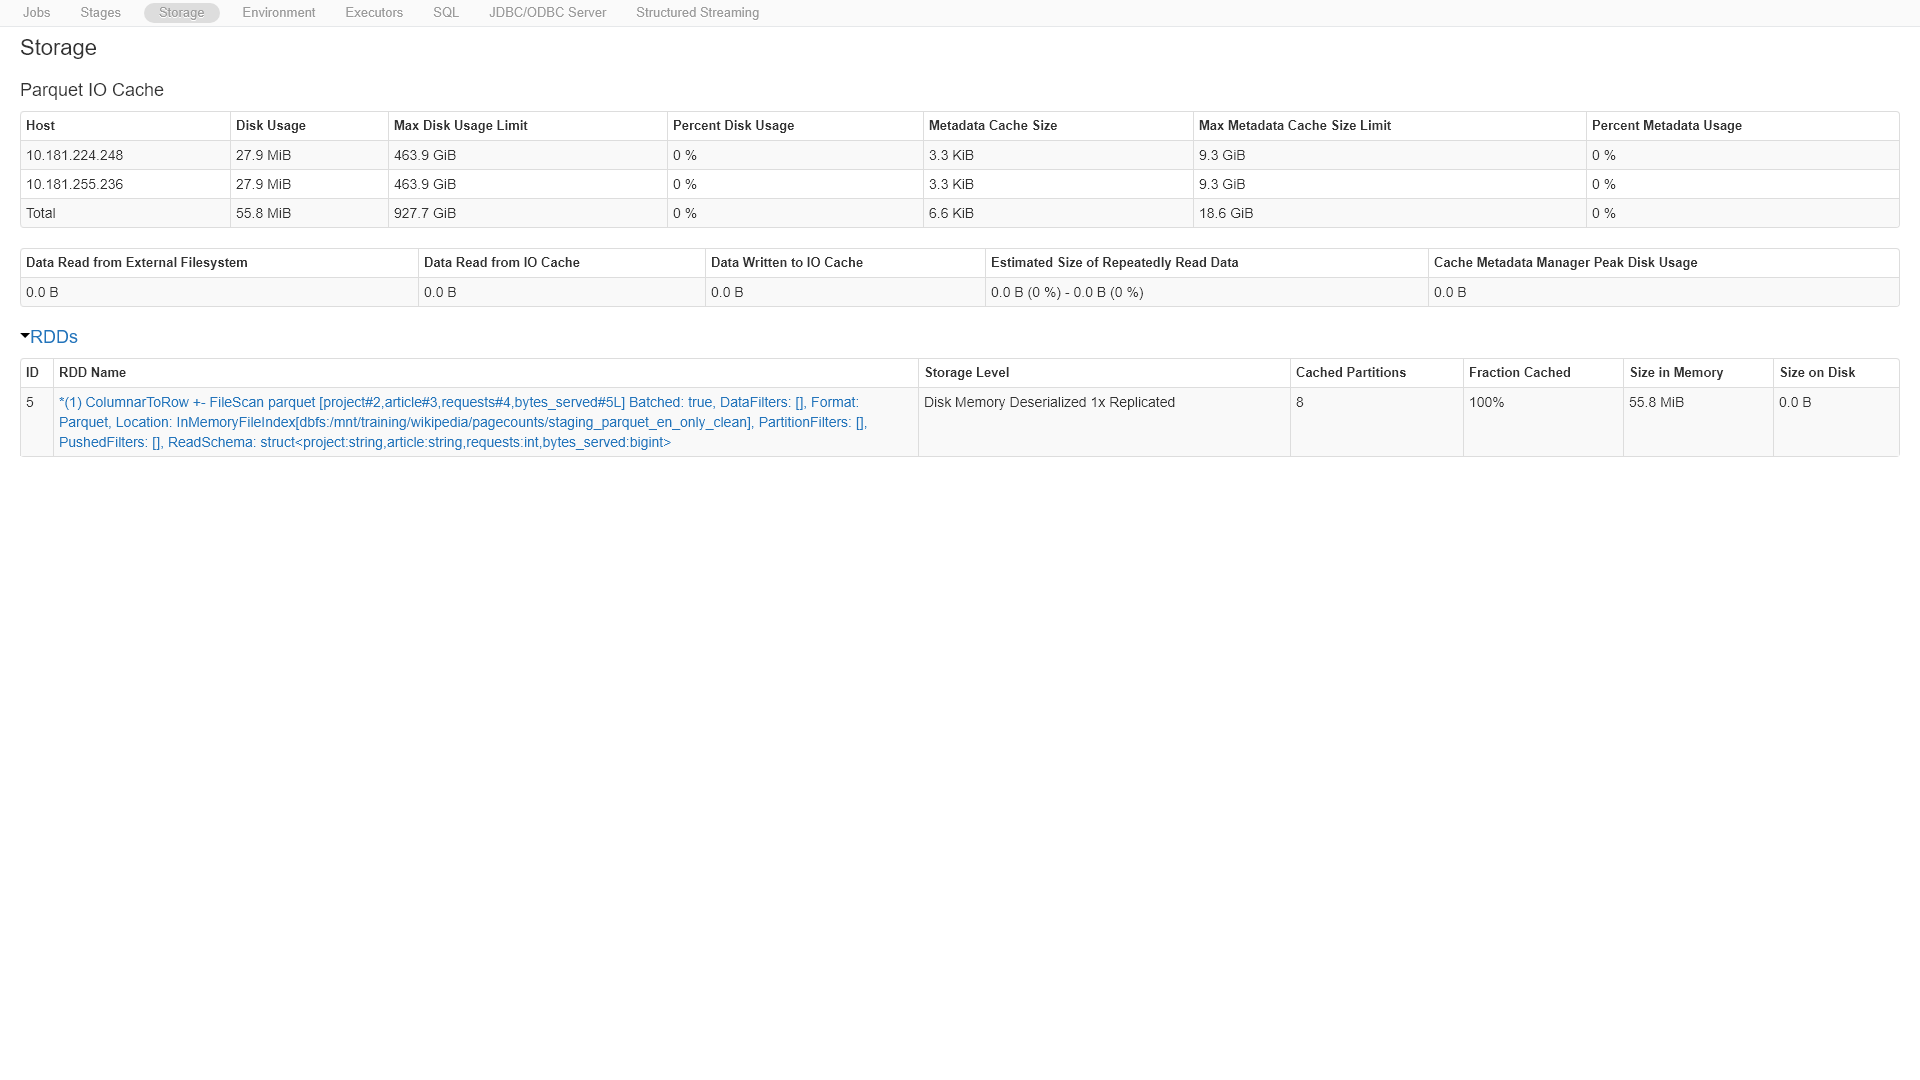 Jobs Stages Storage Environment Executors SQL JDBC/ODBC Server Structured Streaming
Storage
Parquet IO Cache
Host Disk Usage Max Disk Usage Limit Percent Disk Usage Metadata Cache Size Max Metadata Cache Size Limit Percent Metadata Usage
10.181.224.248 27.9 MiB 463.9 GiB 0 % 3.3 KiB 9.3 GiB 0 %
10.181.255.236 27.9 MiB 463.9 GiB 0 % 3.3 KiB 9.3 GiB 0 %
Total 55.8 MiB 927.7 GiB 0 % 6.6 KiB 18.6 GiB 0 %
Data Read from External Filesystem Data Read from IO Cache Data Written to IO Cache Estimated Size of Repeatedly Read Data Cache Metadata Manager Peak Disk Usage
0.0 B 0.0 B 0.0 B 0.0 B (0 %) - 0.0 B (0 %) 0.0 B
RDDs
ID RDD Name Storage Level Cached Partitions Fraction Cached Size in Memory Size on Disk
5 *(1) ColumnarToRow +- FileScan parquet [project#2,article#3,requests#4,bytes_served#5L] Batched: true, DataFilters: [], Format: Disk Memory Deserialized 1x Replicated 8 100% 55.8 MiB 0.0 B
Parquet, Location: InMemoryFileIndex[dbfs:/mnt/training/wikipedia/pagecounts/staging_parquet_en_only_clean], PartitionFilters: [],
PushedFilters: [], ReadSchema: struct<project:string,article:string,requests:int,bytes_served:bigint>